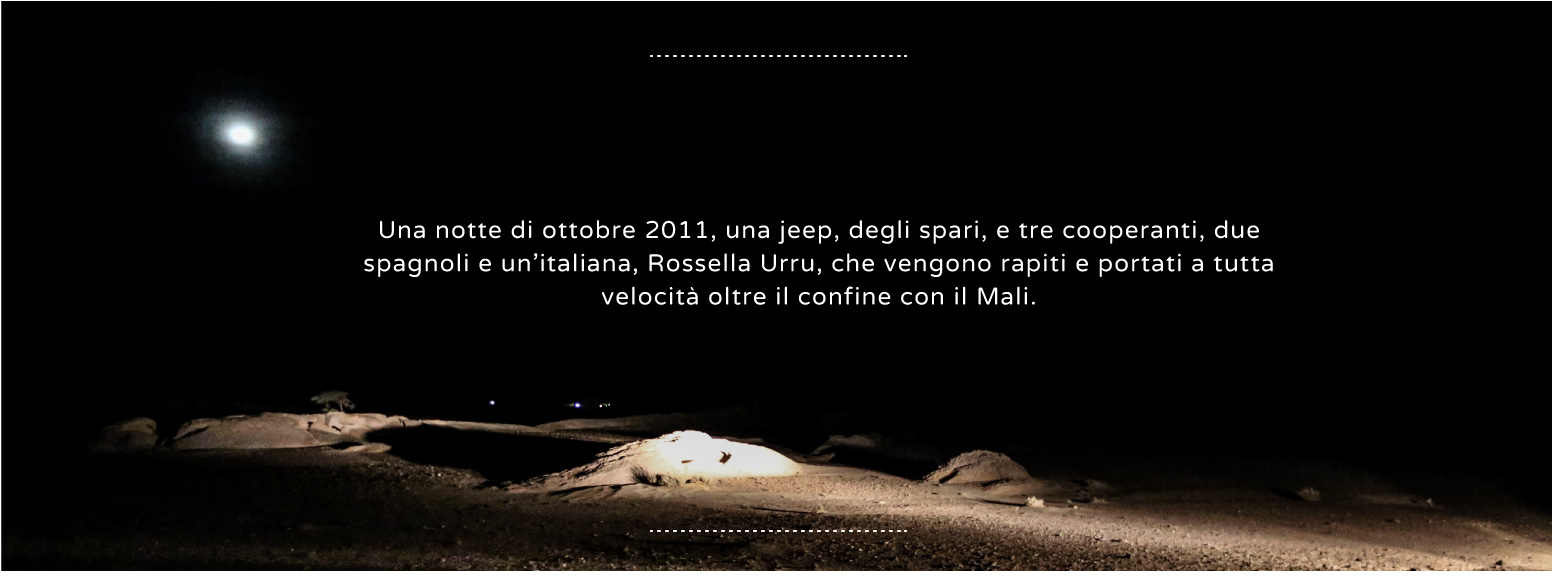 Una notte di ottobre 2011, una jeep, degli spari, e tre cooperanti, due
spagnoli e un’italiana, Rossella Urru, che vengono rapiti e portati a tutta
velocità oltre il confine con il Mali.